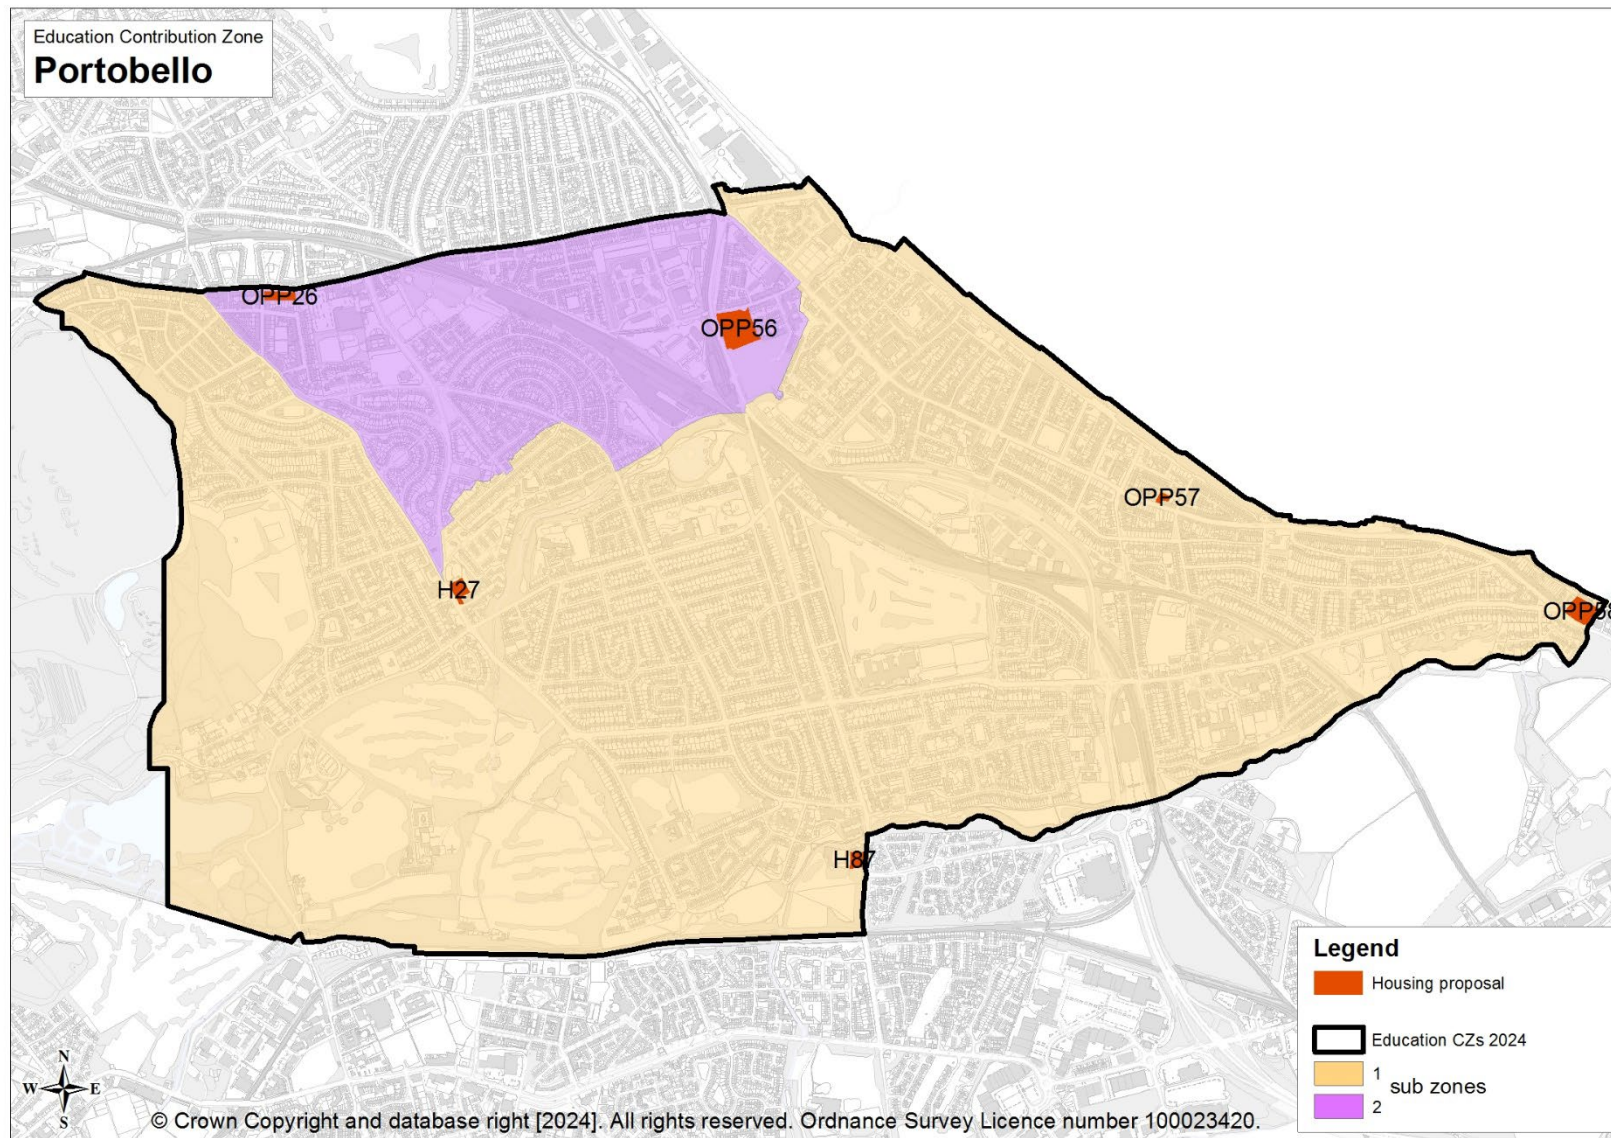 Education Contribution Zone
Portobello
OPP26
OPP56
OPP57
H27
OPP58
H87
Legend
Housing proposal
Education CZs 2024
1
sub zones
2
N
W E
S
© Crown Copyright and database right [2024]. All rights reserved. Ordnance Survey Licence number 100023420.